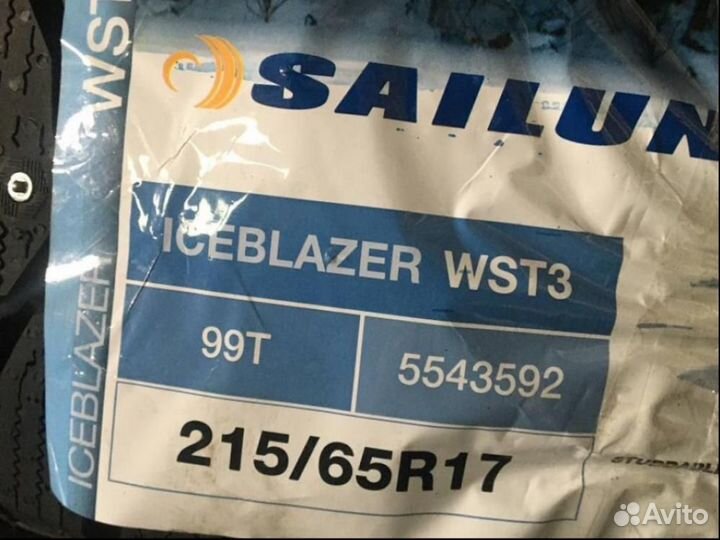 SAILUN
ICEBLAZER WST3
99T
5543592
215/65R17
ICEBLAZER WST
Avito